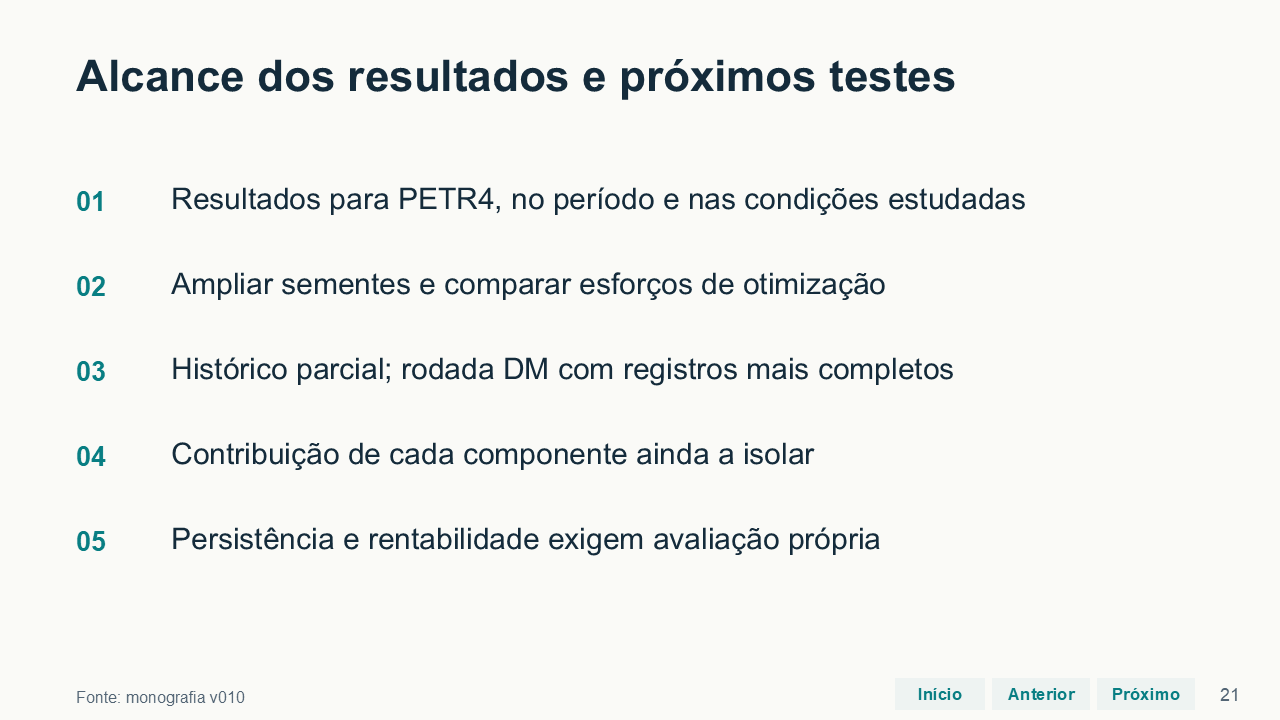 Alcance dos resultados e próximos testes
01 Resultados para PETR4, no período e nas condições estudadas
02 Ampliar sementes e comparar esforços de otimização
03 Histórico parcial; rodada DM com registros mais completos
04 Contribuição de cada componente ainda a isolar
05 Persistência e rentabilidade exigem avaliação própria
Fonte: monografia v010
Início Anterior Próximo 21